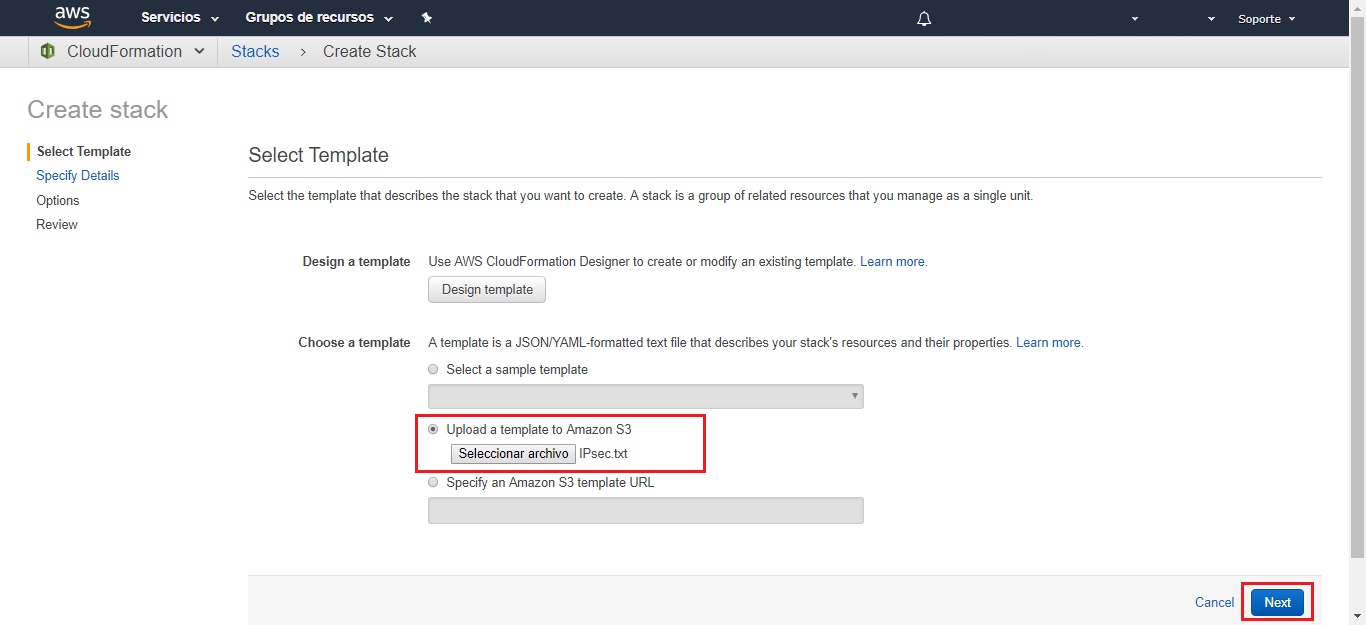 aws Servicios Grupos de recursos Soporte
CloudFormation Stacks > Create Stack
Create stack
Select Template
Specify Details
Options
Review
Select Template
Select the template that describes the stack that you want to create. A stack is a group of related resources that you manage as a single unit.
Design a template Use AWS CloudFormation Designer to create or modify an existing template. Learn more.
Design template
Choose a template A template is a JSON/YAML-formatted text file that describes your stack's resources and their properties. Learn more.
Select a sample template
Upload a template to Amazon S3
Seleccionar archivo IPsec.txt
Specify an Amazon S3 template URL
Cancel Next